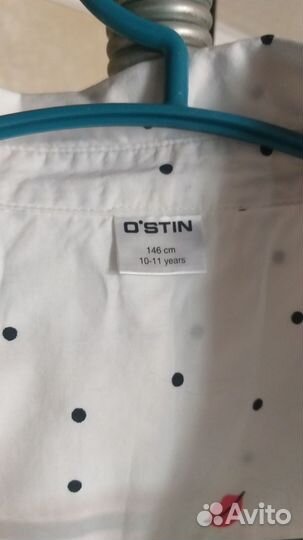 O'STIN
146 cm
10-11 years
Avito